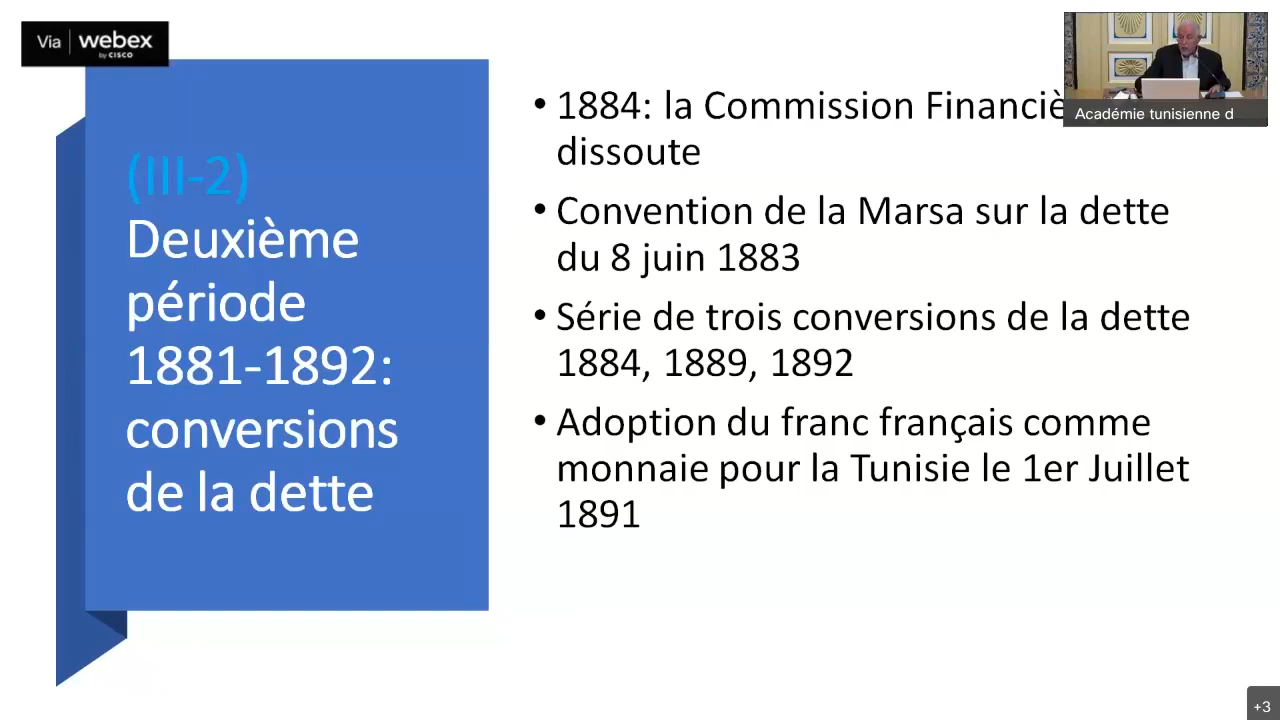 Via webex
by CISCO
(III-2)
Deuxième
période
1881-1892:
conversions
de la dette
• 1884: la Commission Financiè
dissoute
• Convention de la Marsa sur la dette
du 8 juin 1883
• Série de trois conversions de la dette
1884, 1889, 1892
• Adoption du franc français comme
monnaie pour la Tunisie le 1er Juillet
1891
Académie tunisienne d
+3